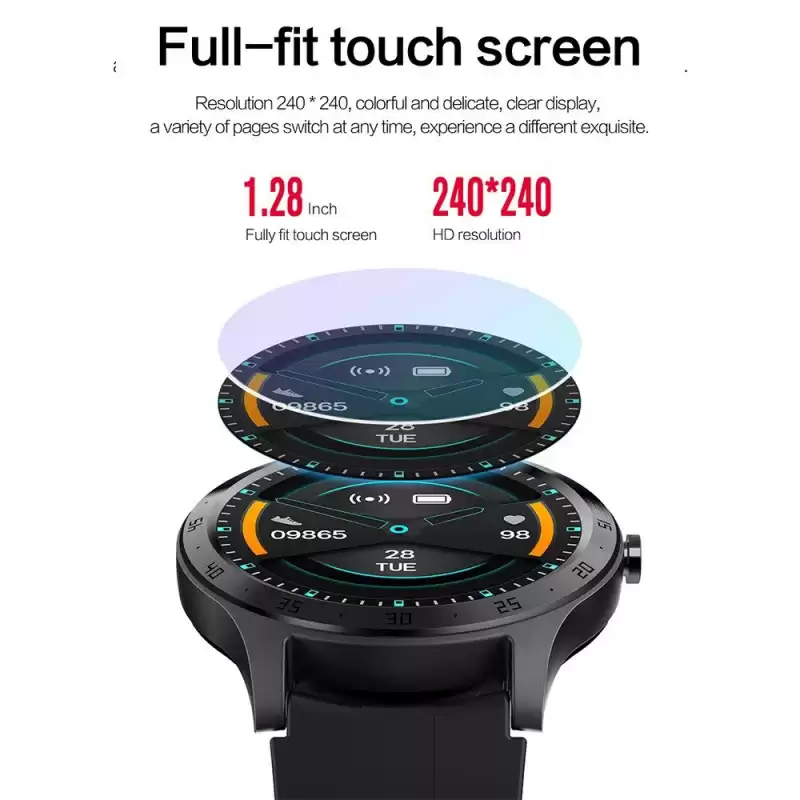 Full-fit touch screen
Resolution 240 * 240, colorful and delicate, clear display,
a variety of pages switch at any time, experience a different exquisite.
1.28 Inch
Fully fit touch screen
240*240
HD resolution
09865
98
28
TUE
09865
98
28
TUE
45
40
35
30
25
20
15